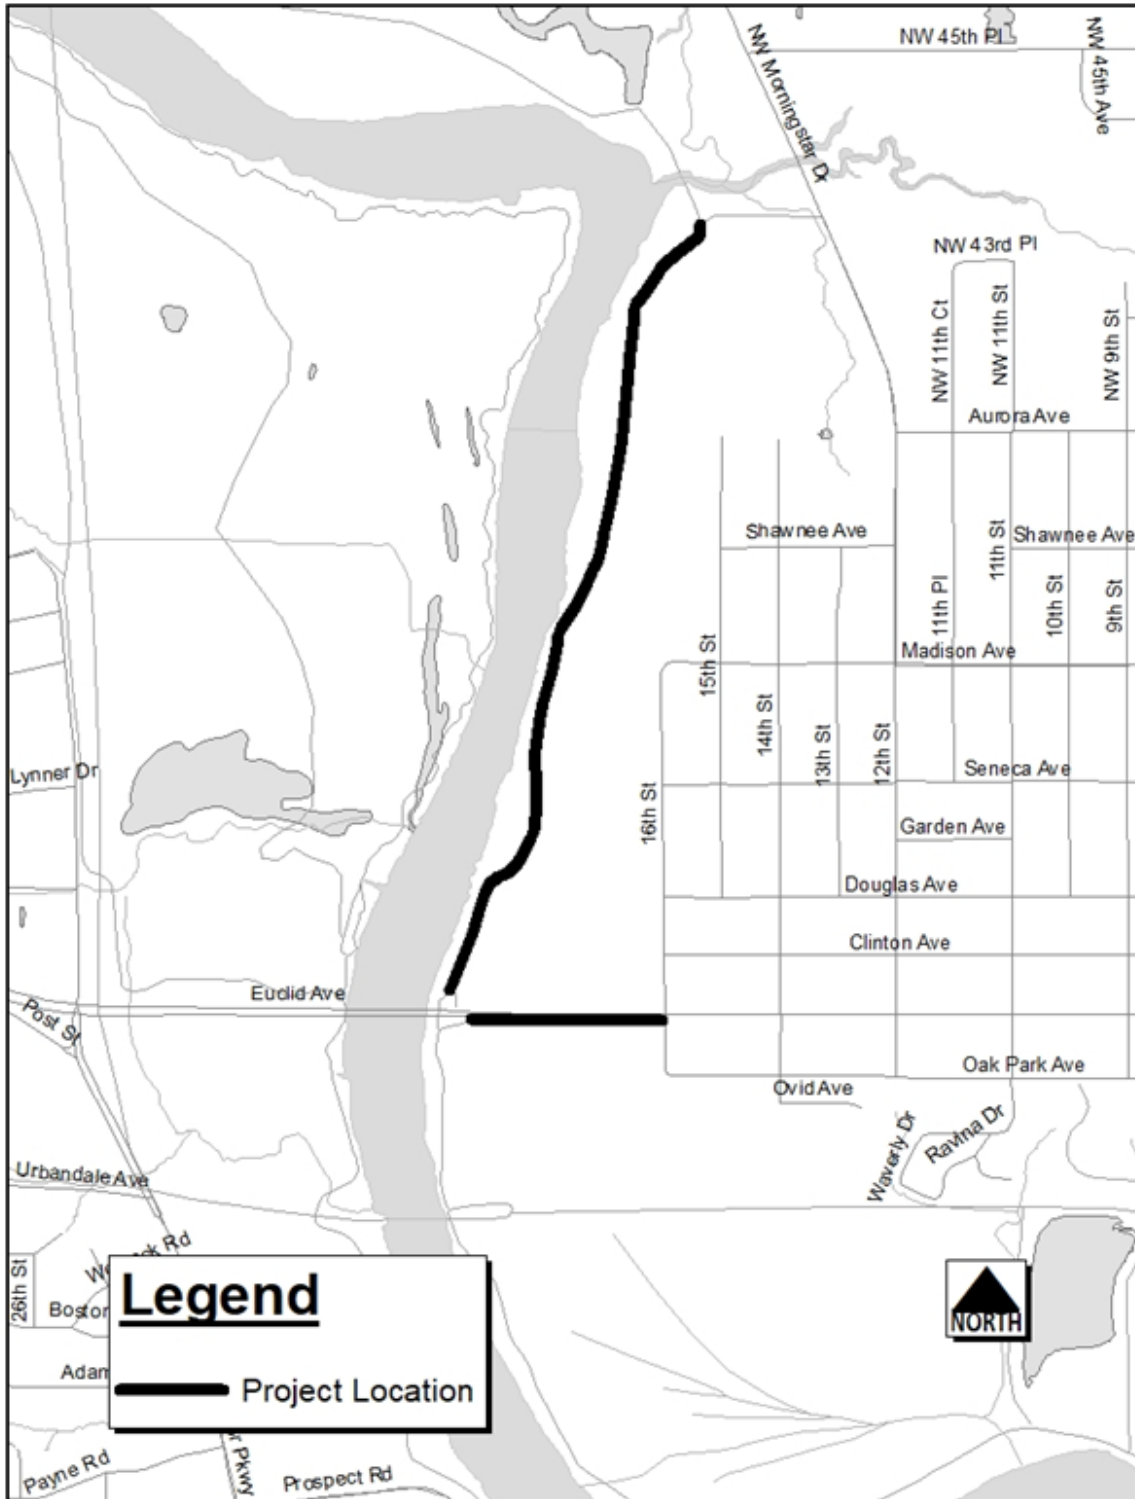 NW 45th Pl
NW 45th Ave
NW Morningstar Dr
NW 43rd Pl
NW 11th Ct
NW 11th St
NW 9th St
Aurora Ave
Shawnee Ave
Shawnee Ave
11th St
11th Pl
10th St
9th St
Madison Ave
15th St
14th St
13th St
12th St
Seneca Ave
Lynner Dr
16th St
Garden Ave
Douglas Ave
Clinton Ave
Euclid Ave
Post St
Oak Park Ave
Ovid Ave
Waverly Dr
Ravina Dr
Urbandale Ave
Rd
26th St
Legend
Project Location
NORTH
Payne Rd
Pkwy
Prospect Rd